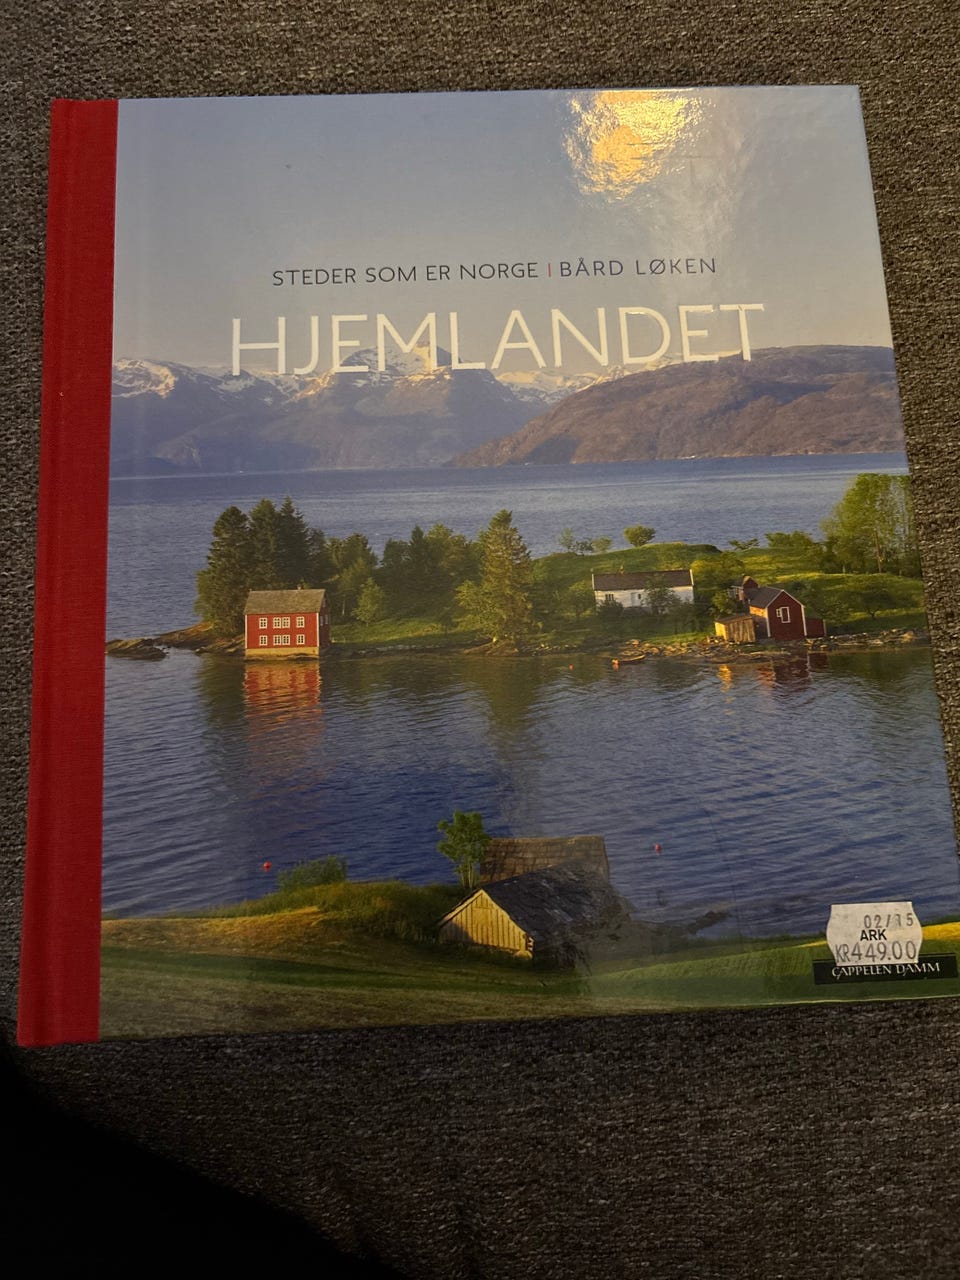 STEDER SOM ER NORGE | BÅRD LØKEN
HJEMLANDET
02/15
ARK
KR449.00
CAPPELEN DAMM